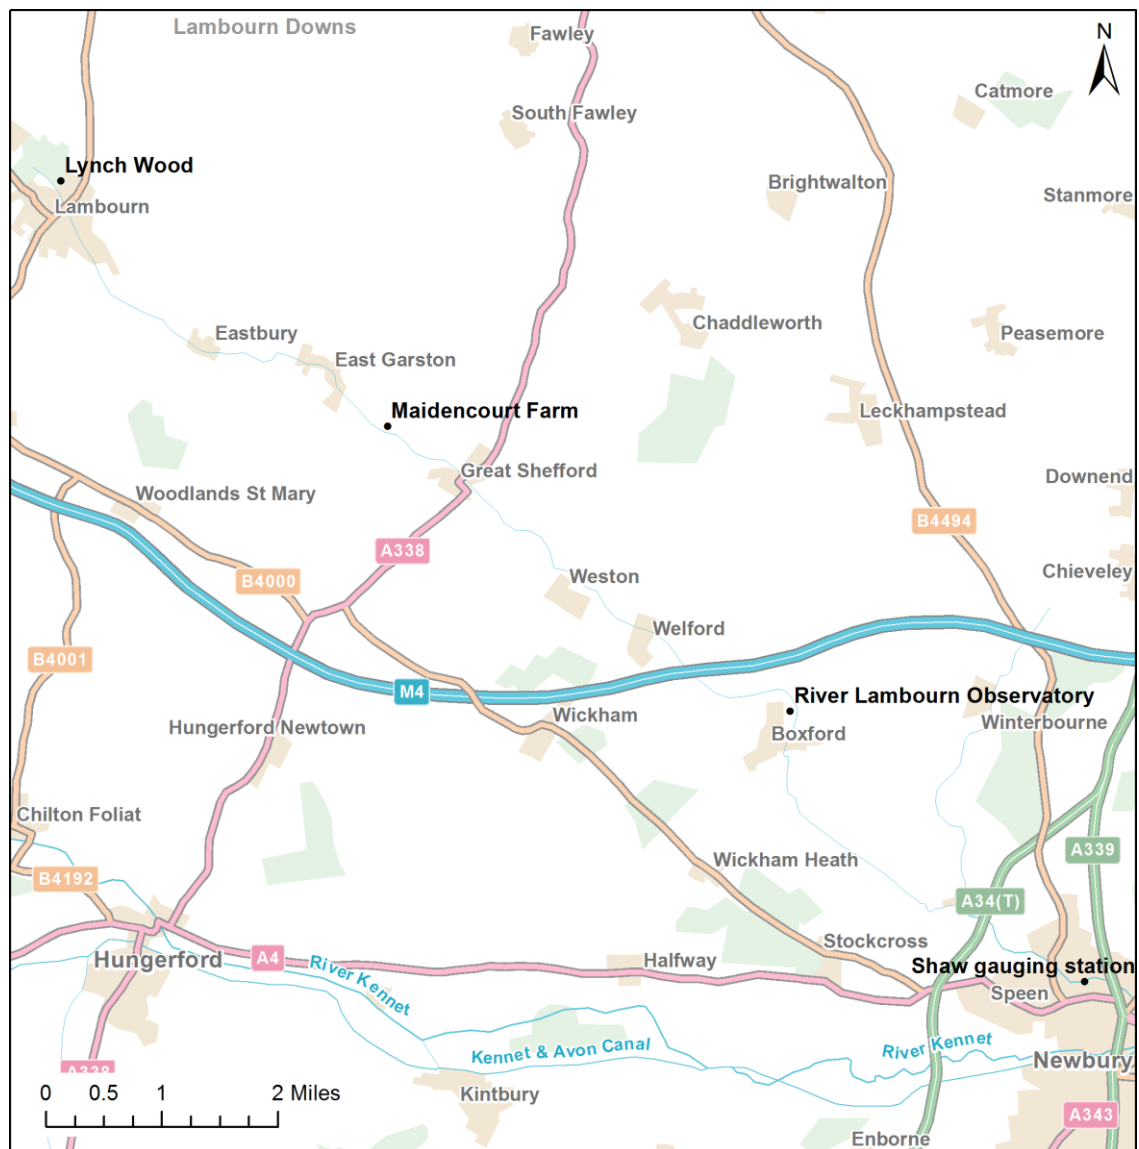 Lambourn Downs
Fawley
N
Catmore
South Fawley
Lynch Wood
Brightwalton
Stanmore
Lambourn
Chaddleworth
Eastbury
Peasemore
East Garston
Maidencourt Farm
Leckhampstead
Great Shefford
Downend
Woodlands St Mary
B4494
A338
Chieveley
B4000
Weston
Welford
B4001
M4
River Lambourn Observatory
Wickham
Winterbourne
Hungerford Newtown
Boxford
Chilton Foliat
A339
Wickham Heath
B4192
A34(T)
Stockcross
Hungerford
A4
Halfway
River Kennet
Shaw gauging station
Speen
River Kennet
Kennet & Avon Canal
Newbury
A338
0 0.5 1 2 Miles
Kintbury
A343
Enborne